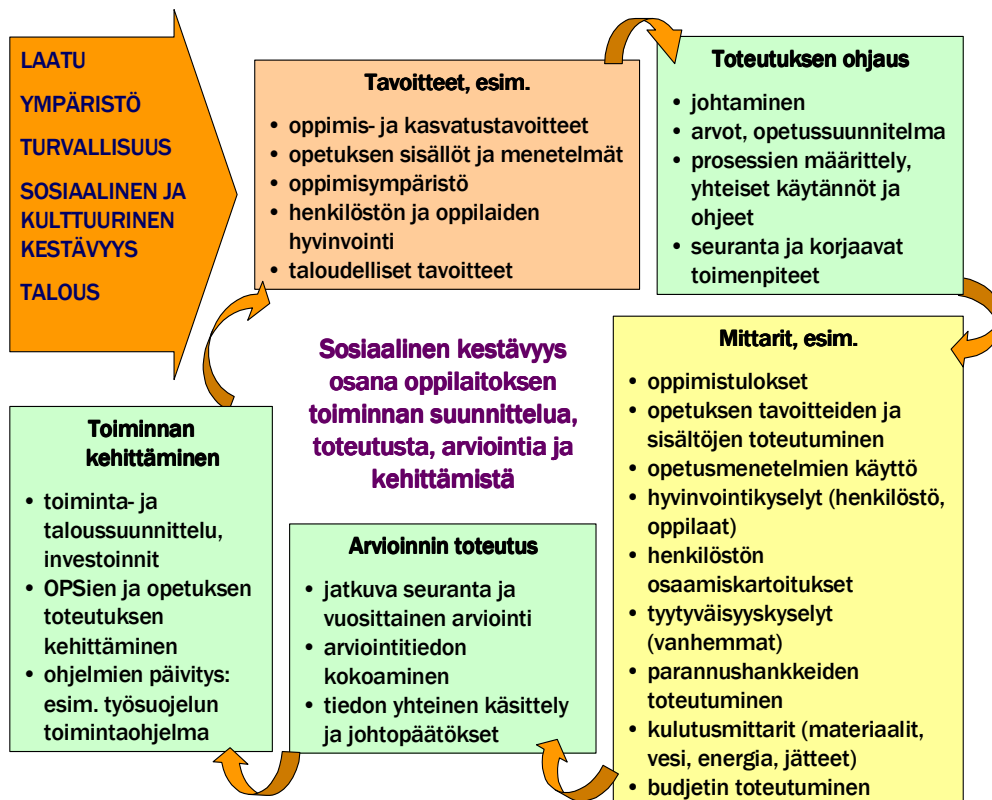 LAATU
YMPÄRISTÖ
TURVALLISUUS
SOSIAALINEN JA
KULTTUURINEN
KESTÄVYYS
TALOUS
Tavoitteet, esim.
• oppimis- ja kasvatustavoitteet
• opetuksen sisällöt ja menetelmät
• oppimisympäristö
• henkilöstön ja oppilaiden
hyvinvointi
• taloudelliset tavoitteet
Toteutuksen ohjaus
• johtaminen
• arvot, opetussuunnitelma
• prosessien määrittely,
yhteiset käytännöt ja
ohjeet
• seuranta ja korjaavat
toimenpiteet
Sosiaalinen kestävyys
osana oppilaitoksen
toiminnan suunnittelua,
toteutusta, arviointia ja
kehittämistä
Mittarit, esim.
• oppimistulokset
• opetuksen tavoitteiden ja
sisältöjen toteutuminen
• opetusmenetelmien käyttö
• hyvinvointikyselyt (henkilöstö,
oppilaat)
• henkilöstön
osaamiskartoitukset
• tyytyväisyyskyselyt
(vanhemmat)
• parannushankkeiden
toteutuminen
• kulutusmittarit (materiaalit,
vesi, energia, jätteet)
• budjetin toteutuminen
Arvioinnin toteutus
• jatkuva seuranta ja
vuosittainen arviointi
• arviointitiedon
kokoaminen
• tiedon yhteinen käsittely
ja johtopäätökset
Toiminnan
kehittäminen
• toiminta- ja
taloussuunnittelu,
investoinnit
• OPSien ja opetuksen
toteutuksen
kehittäminen
• ohjelmien päivitys:
esim. työsuojelun
toimintaohjelma